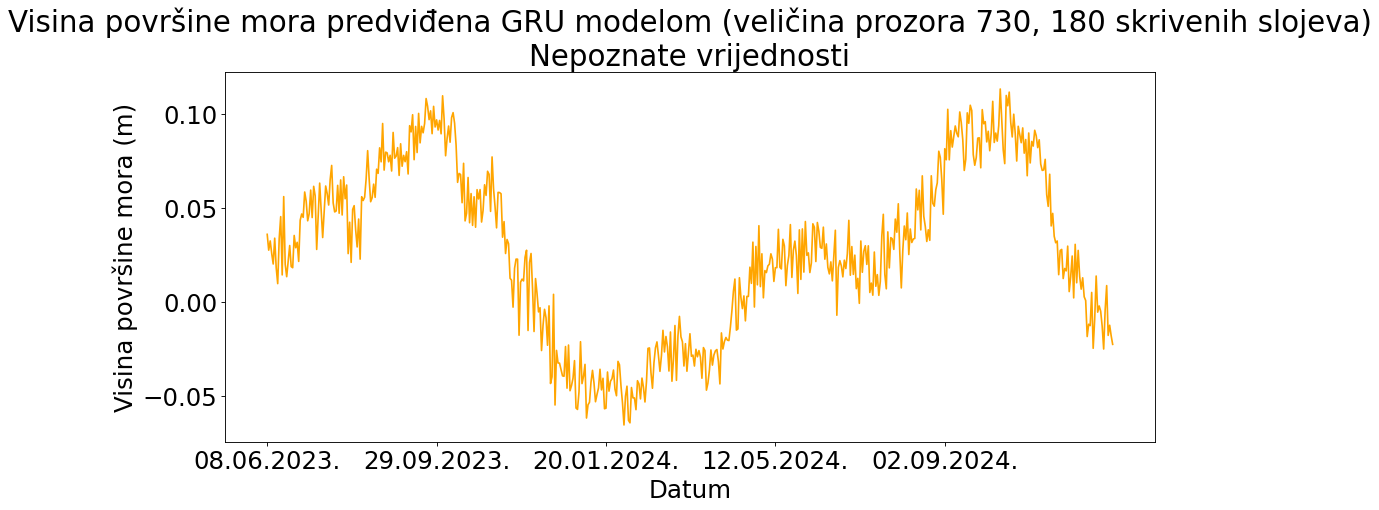 Visina površine mora predviđena GRU modelom (veličina prozora 730, 180 skrivenih slojeva)
Nepoznate vrijednosti
Visina površine mora (m)
0.10
0.05
0.00
−0.05
08.06.2023. 29.09.2023. 20.01.2024. 12.05.2024. 02.09.2024.
Datum